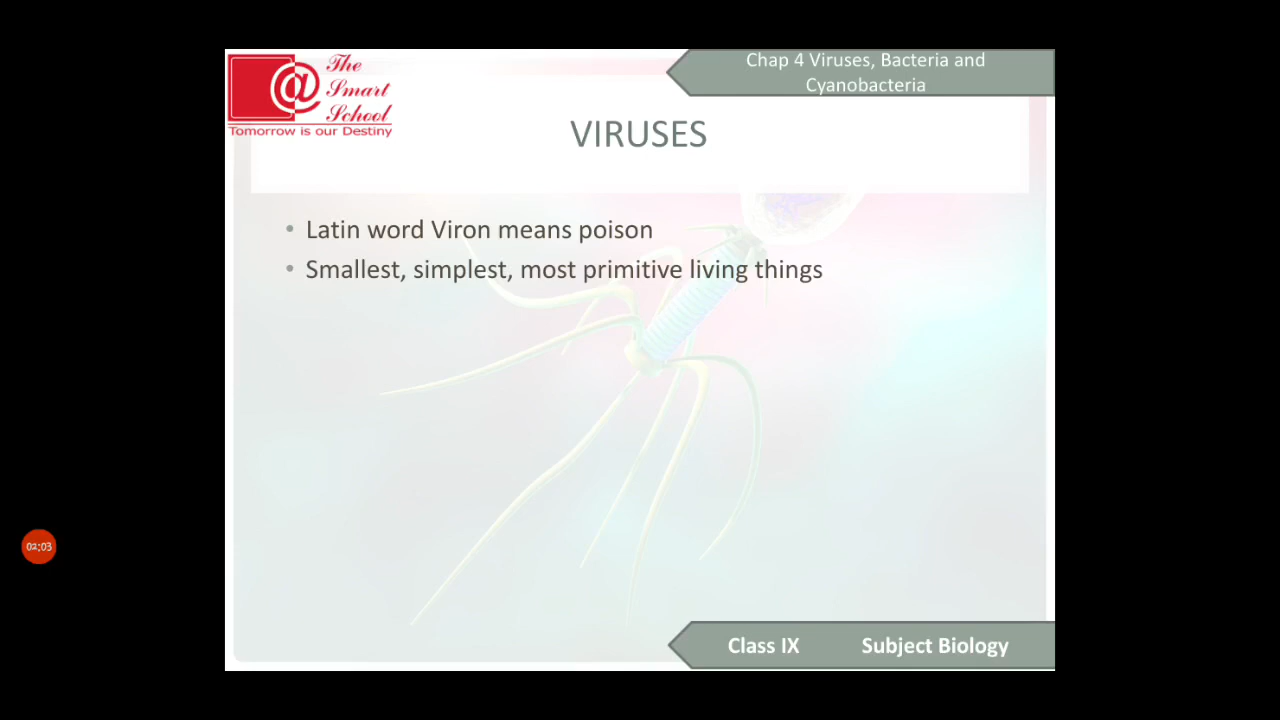 The
Smart
School
Tomorrow is our Destiny
Chap 4 Viruses, Bacteria and
Cyanobacteria
VIRUSES
• Latin word Viron means poison
• Smallest, simplest, most primitive living things
02:03
Class IX Subject Biology